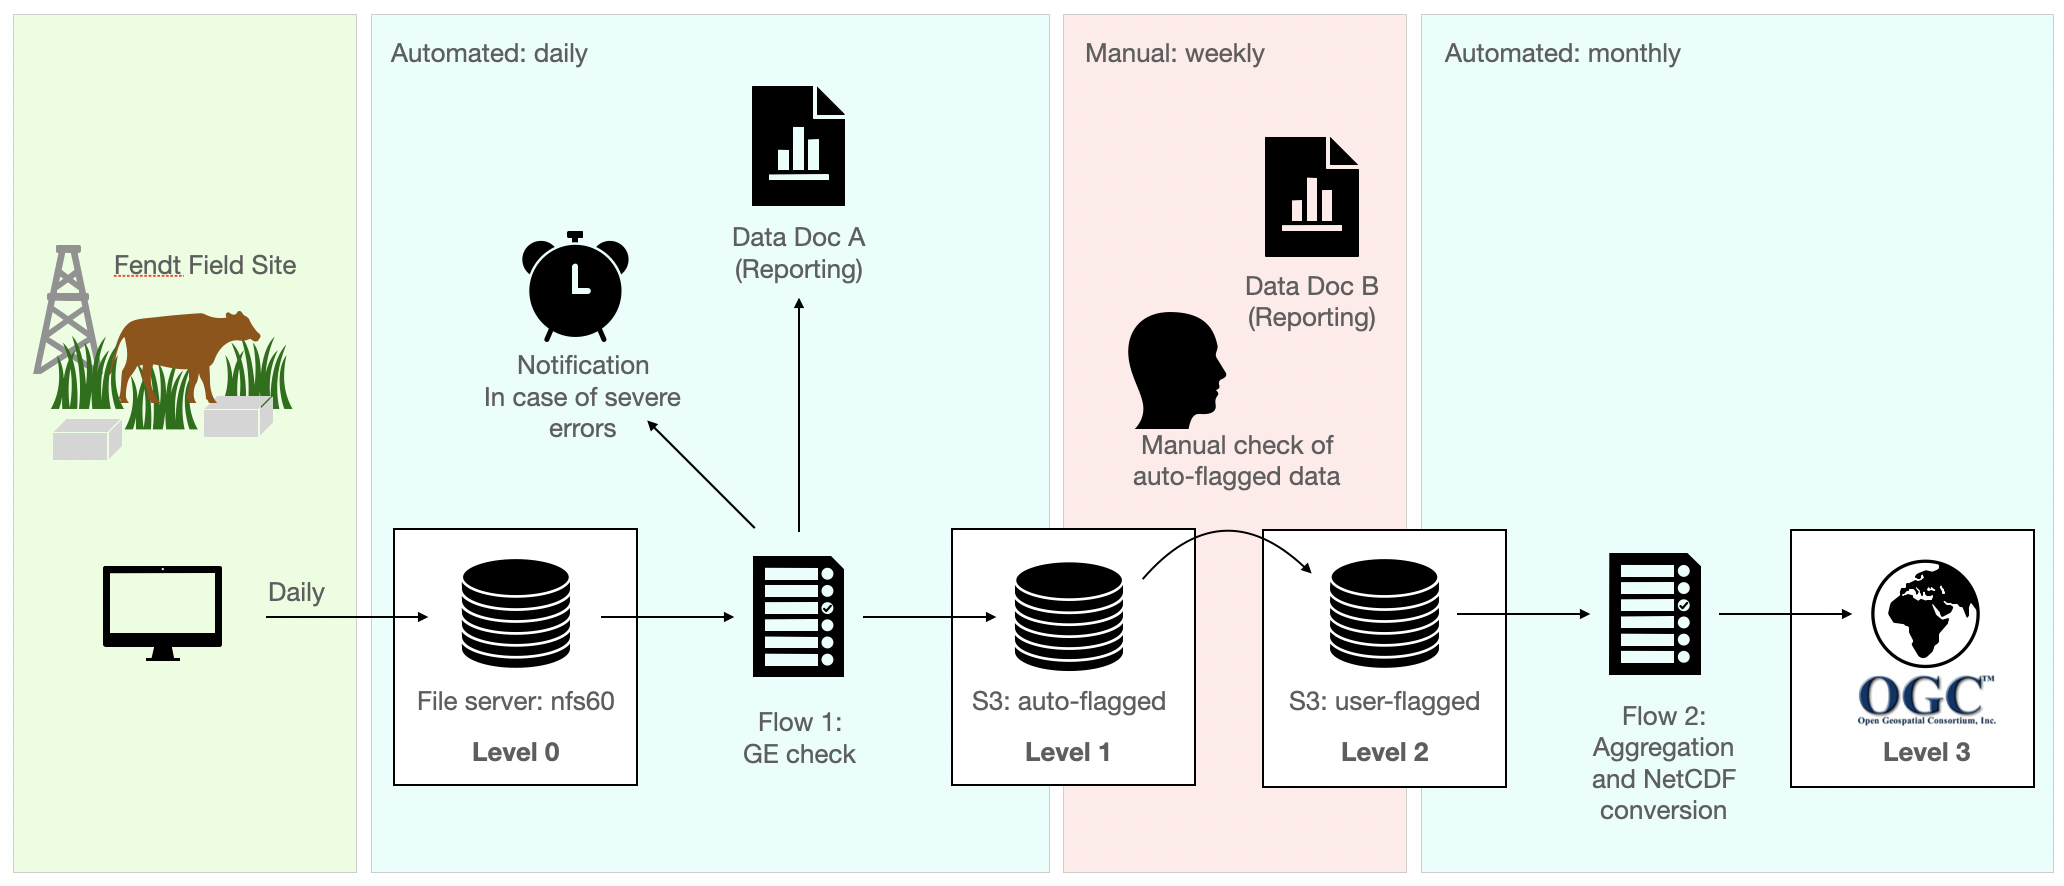 Automated: daily
Manual: weekly
Automated: monthly
Data Doc A
(Reporting)
Data Doc B
(Reporting)
Fendt Field Site
Notification
In case of severe
errors
Manual check of
auto-flagged data
Daily
File server: nfs60
Level 0
Flow 1:
GE check
S3: auto-flagged
Level 1
S3: user-flagged
Level 2
Flow 2:
Aggregation
and NetCDF
conversion
OGC™
Open Geospatial Consortium, Inc.
Level 3